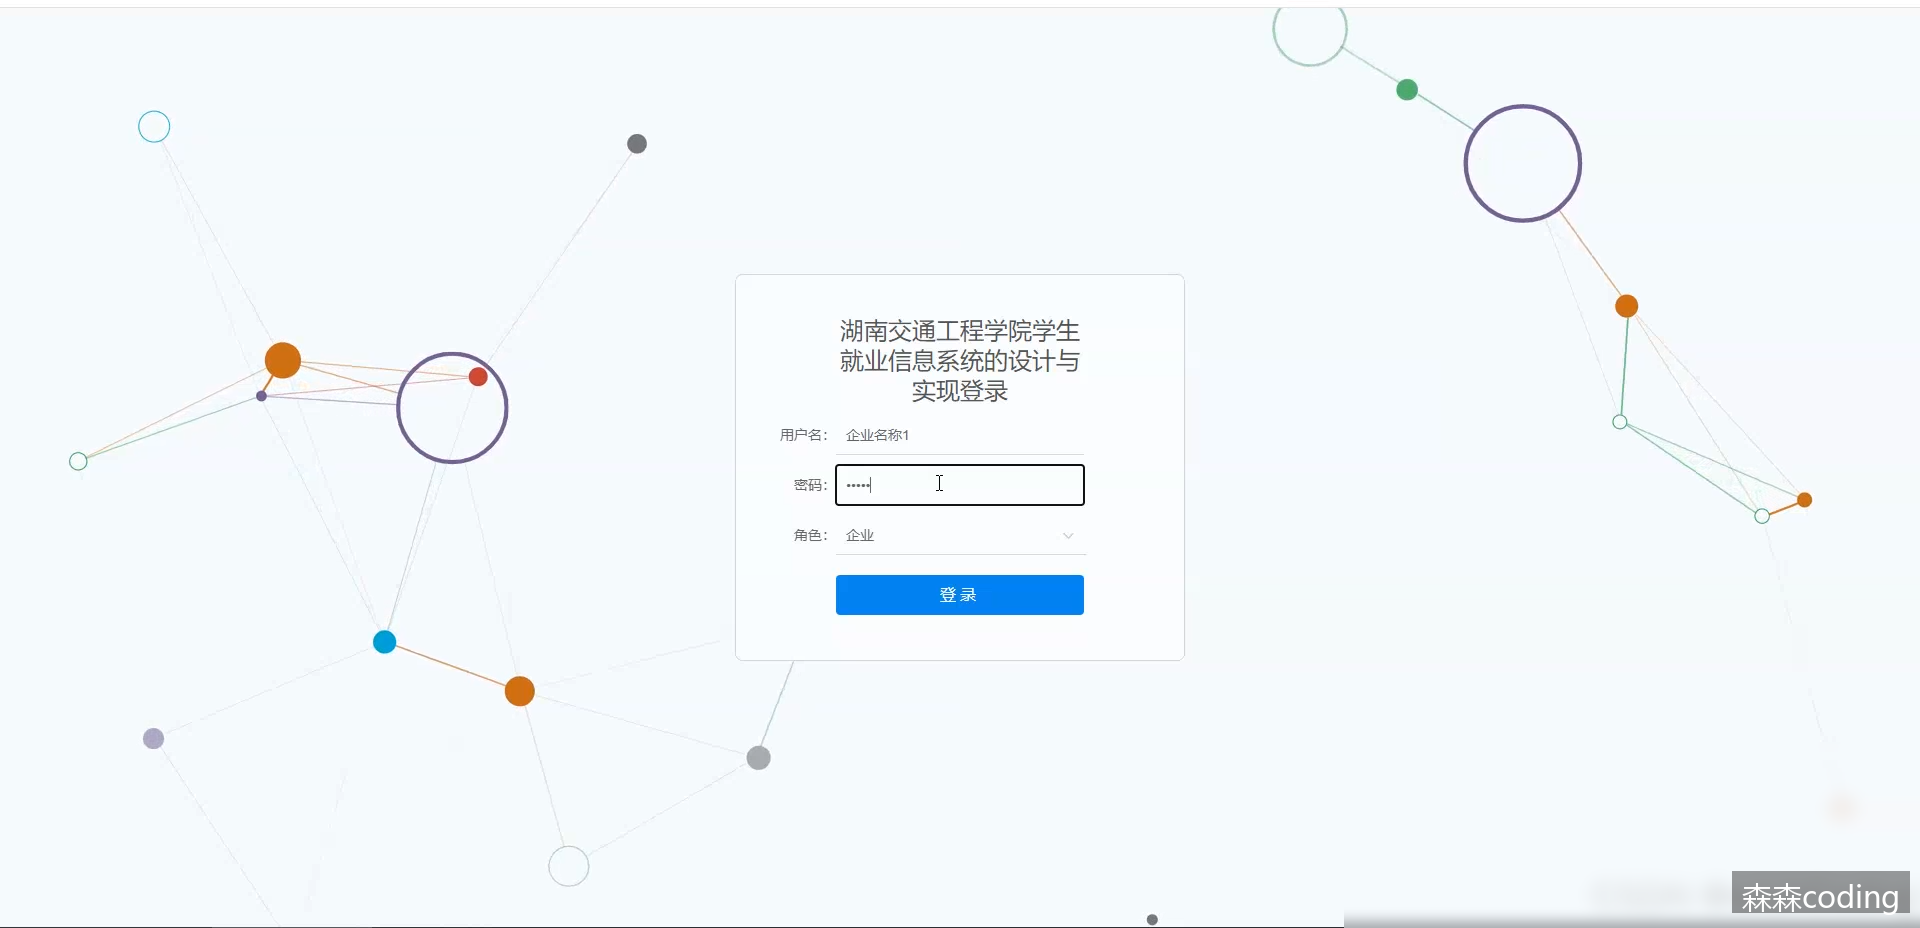 湖南交通工程学院学生
就业信息系统的设计与
实现登录
用户名： 企业名称1
密码： •••••
角色： 企业
登录
森森coding